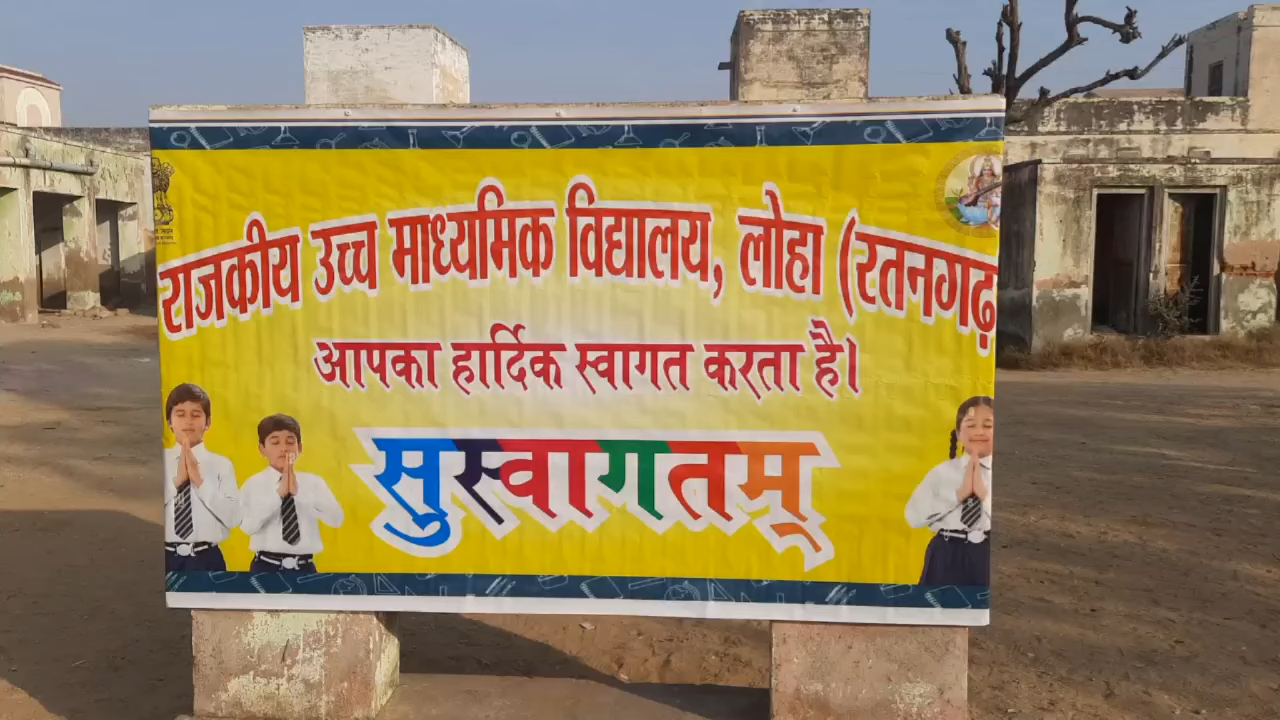 राजकीय उच्च माध्यमिक विद्यालय, लोहा (रतनगढ़
आपका हार्दिक स्वागत करता है।
सुस्वागतम्